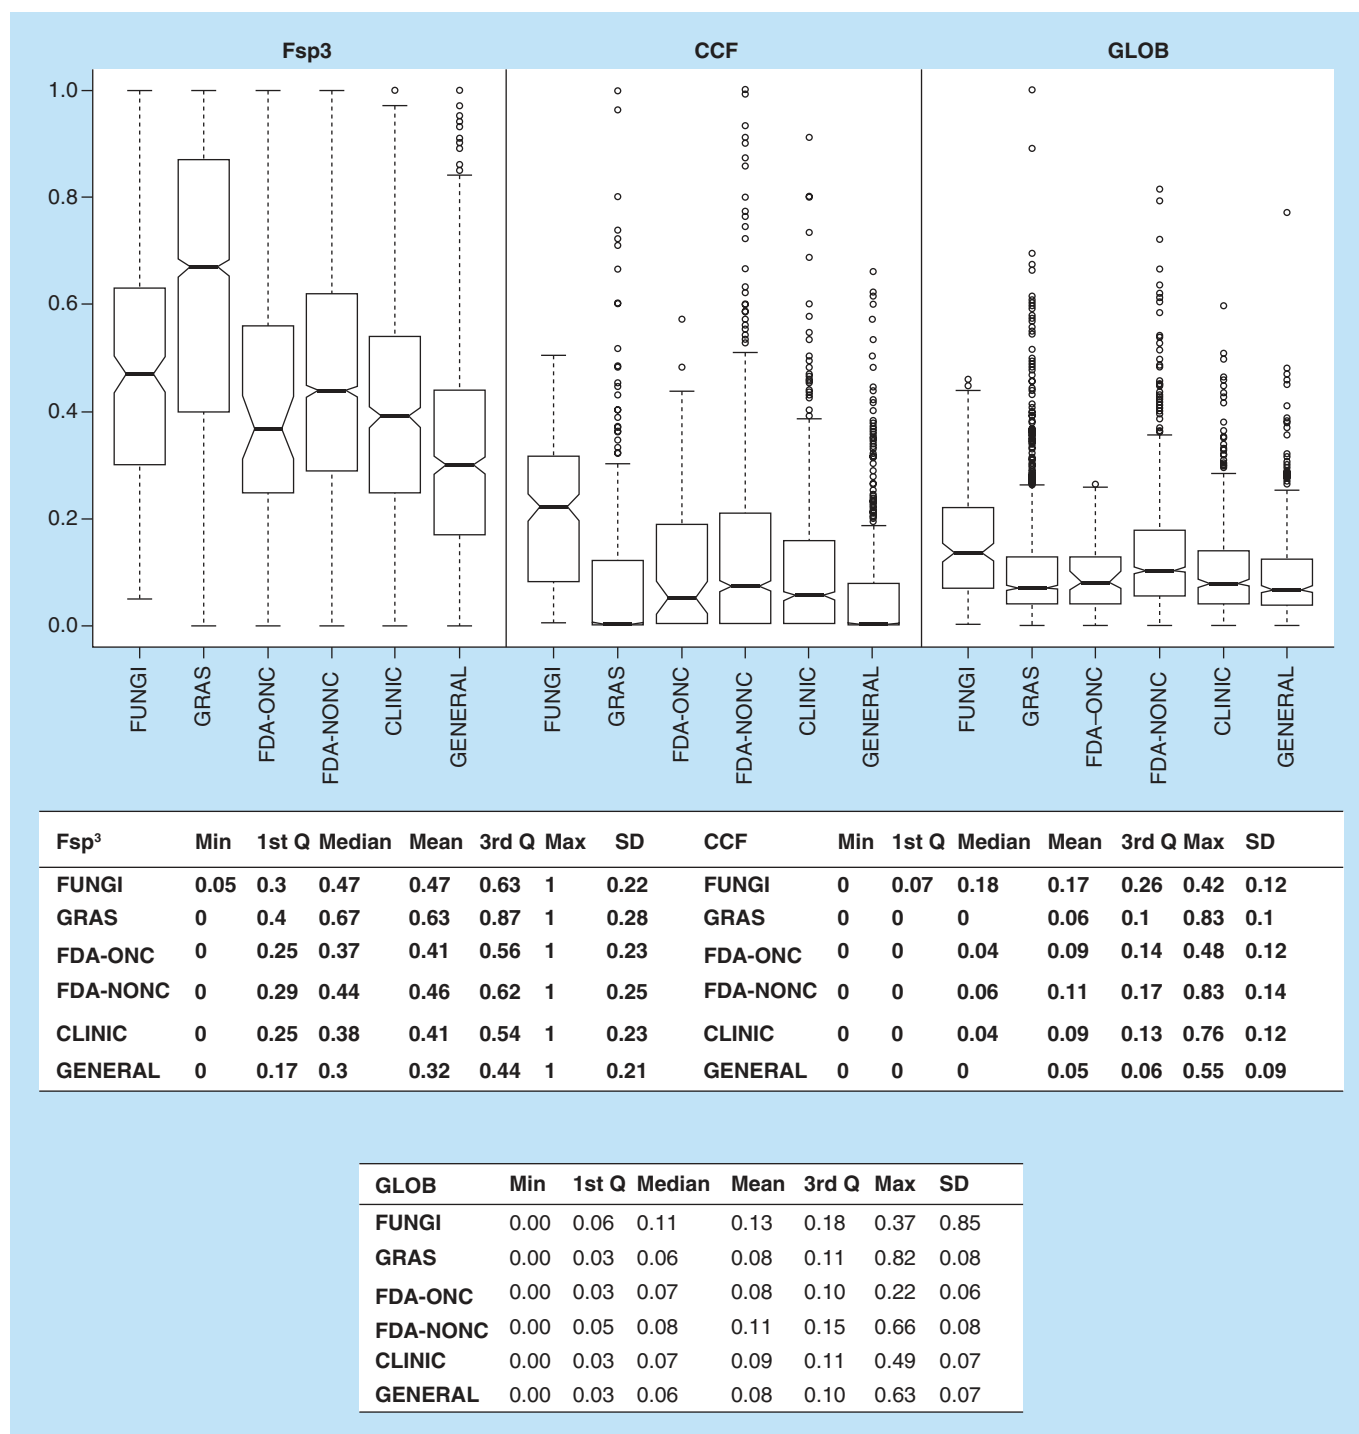 Fsp3 CCF GLOB
1.0
0.8
0.6
0.4
0.2
0.0
FUNGI GRAS FDA-ONC FDA-NONC CLINIC GENERAL FUNGI GRAS FDA-ONC FDA-NONC CLINIC GENERAL FUNGI GRAS FDA–ONC FDA-NONC CLINIC GENERAL
Fsp³ Min 1st Q Median Mean 3rd Q Max SD CCF Min 1st Q Median Mean 3rd Q Max SD
FUNGI 0.05 0.3 0.47 0.47 0.63 1 0.22 FUNGI 0 0.07 0.18 0.17 0.26 0.42 0.12
GRAS 0 0.4 0.67 0.63 0.87 1 0.28 GRAS 0 0 0 0.06 0.1 0.83 0.1
FDA-ONC 0 0.25 0.37 0.41 0.56 1 0.23 FDA-ONC 0 0 0.04 0.09 0.14 0.48 0.12
FDA-NONC 0 0.29 0.44 0.46 0.62 1 0.25 FDA-NONC 0 0 0.06 0.11 0.17 0.83 0.14
CLINIC 0 0.25 0.38 0.41 0.54 1 0.23 CLINIC 0 0 0.04 0.09 0.13 0.76 0.12
GENERAL 0 0.17 0.3 0.32 0.44 1 0.21 GENERAL 0 0 0 0.05 0.06 0.55 0.09
GLOB Min 1st Q Median Mean 3rd Q Max SD
FUNGI 0.00 0.06 0.11 0.13 0.18 0.37 0.85
GRAS 0.00 0.03 0.06 0.08 0.11 0.82 0.08
FDA-ONC 0.00 0.03 0.07 0.08 0.10 0.22 0.06
FDA-NONC 0.00 0.05 0.08 0.11 0.15 0.66 0.08
CLINIC 0.00 0.03 0.07 0.09 0.11 0.49 0.07
GENERAL 0.00 0.03 0.06 0.08 0.10 0.63 0.07